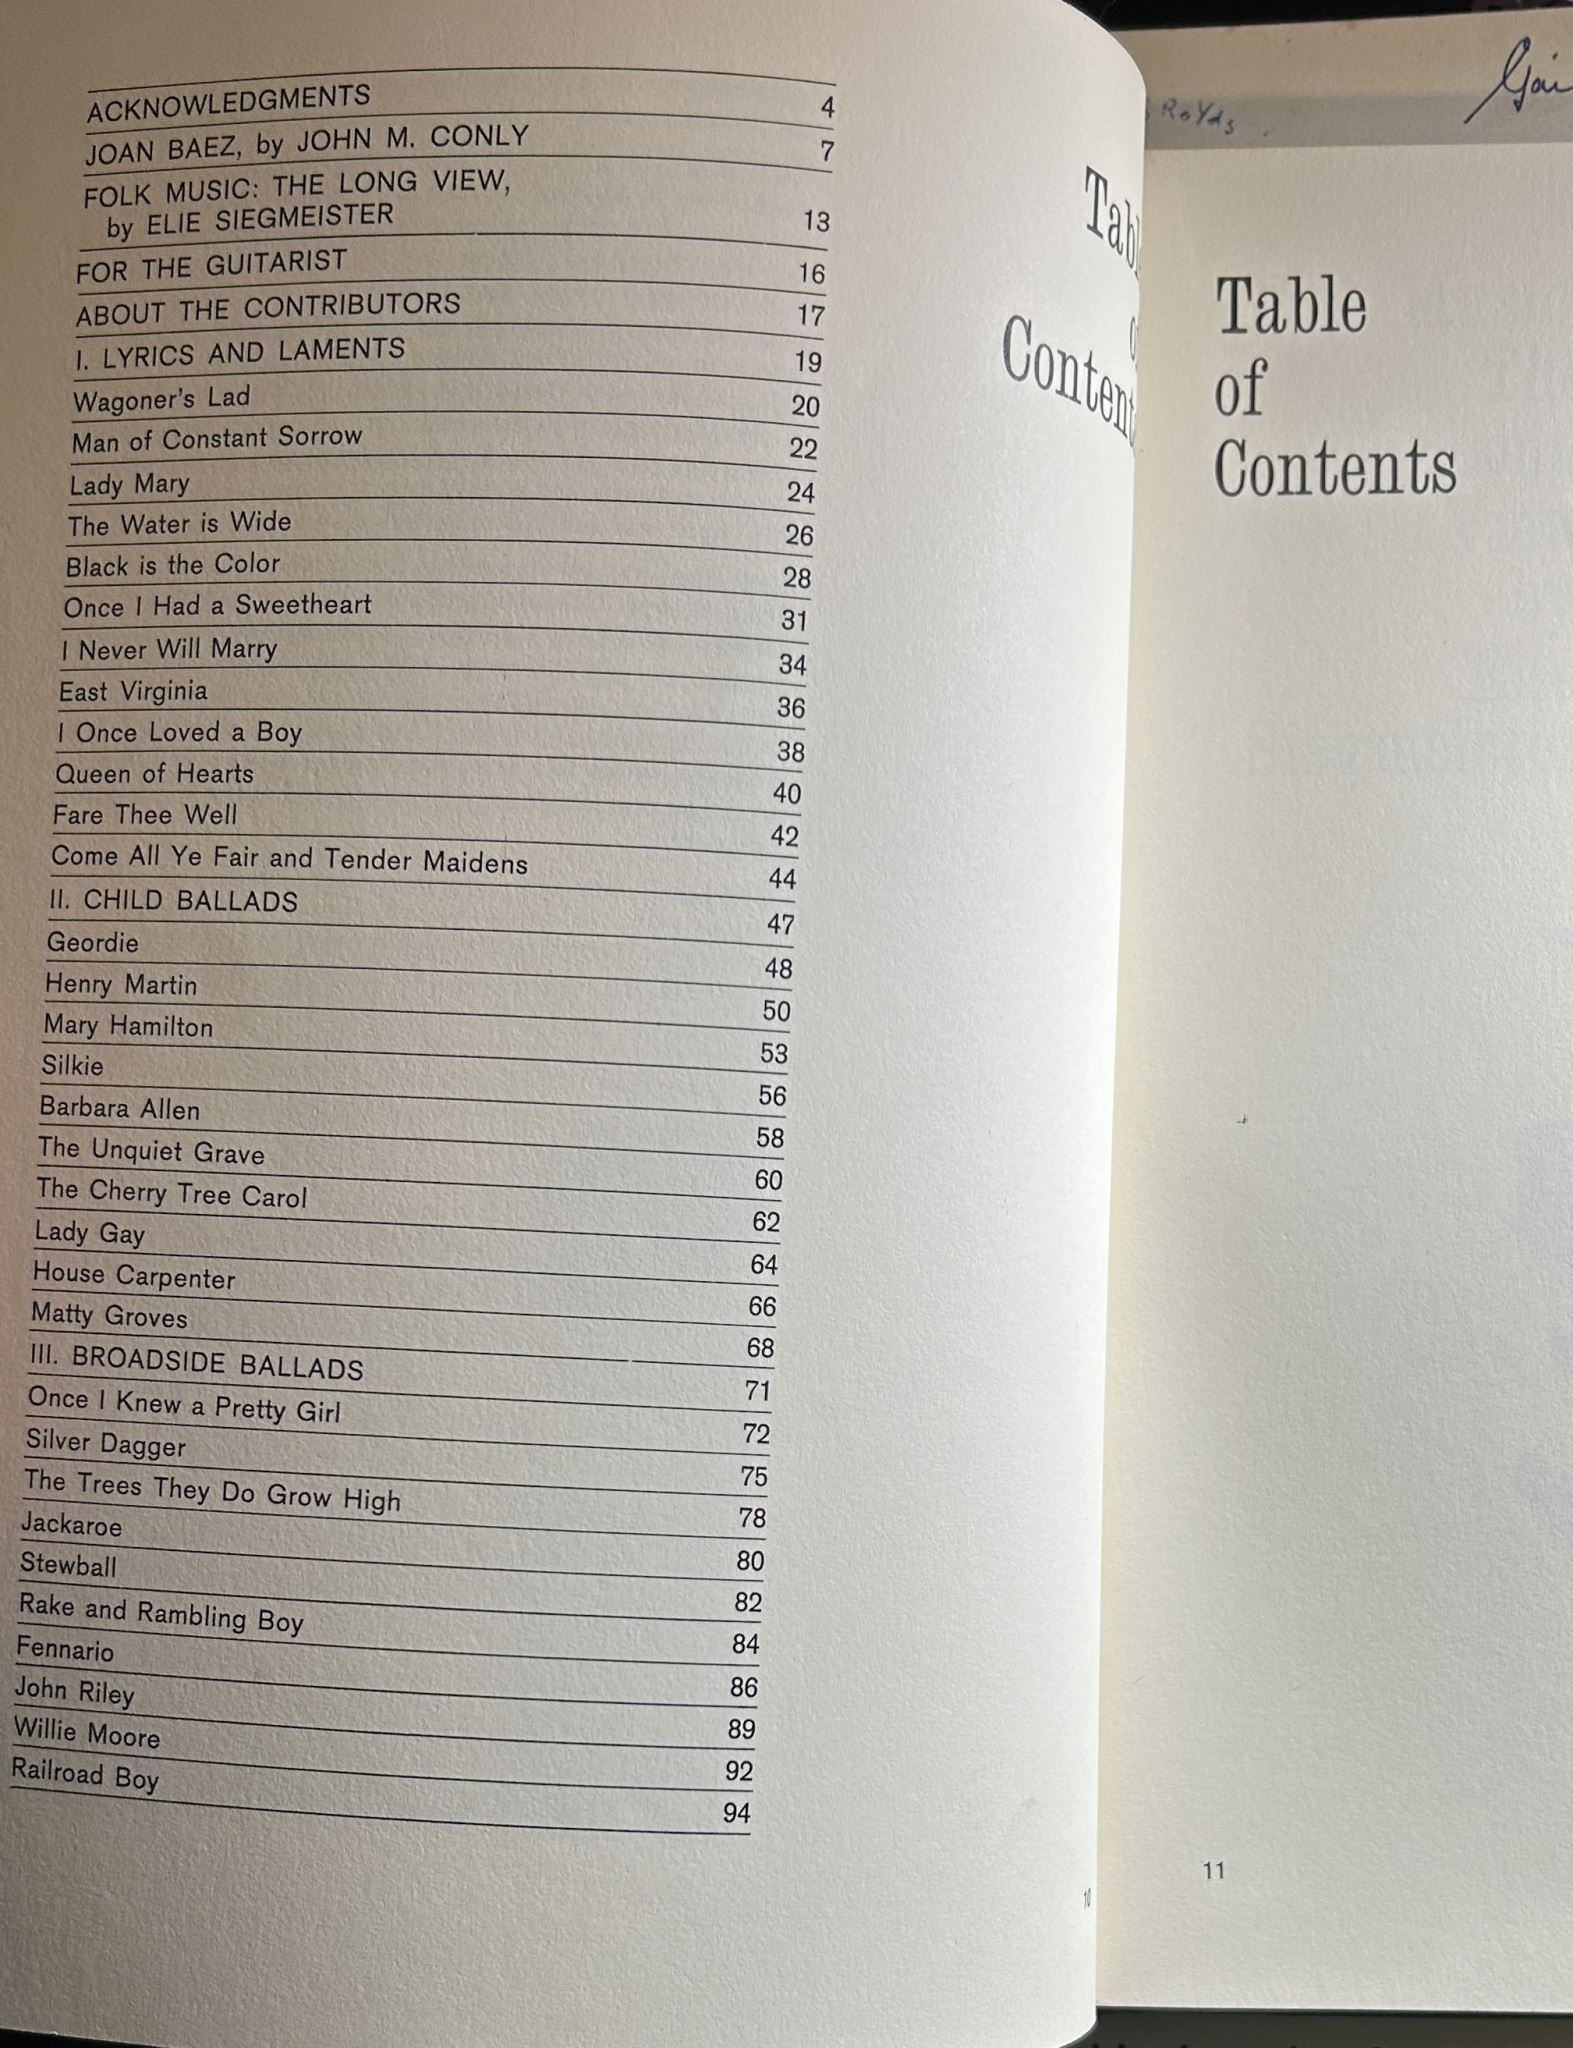 ACKNOWLEDGMENTS 4
JOAN BAEZ, by JOHN M. CONLY 7
FOLK MUSIC: THE LONG VIEW,
by ELIE SIEGMEISTER 13
FOR THE GUITARIST 16
ABOUT THE CONTRIBUTORS 17
I. LYRICS AND LAMENTS 19
Wagoner's Lad 20
Man of Constant Sorrow 22
Lady Mary 24
The Water is Wide 26
Black is the Color 28
Once I Had a Sweetheart 31
I Never Will Marry 34
East Virginia 36
I Once Loved a Boy 38
Queen of Hearts 40
Fare Thee Well 42
Come All Ye Fair and Tender Maidens 44
II. CHILD BALLADS 47
Geordie 48
Henry Martin 50
Mary Hamilton 53
Silkie 56
Barbara Allen 58
The Unquiet Grave 60
The Cherry Tree Carol 62
Lady Gay 64
House Carpenter 66
Matty Groves 68
III. BROADSIDE BALLADS 71
Once I Knew a Pretty Girl 72
Silver Dagger 75
The Trees They Do Grow High 78
Jackaroe 80
Stewball 82
Rake and Rambling Boy 84
Fennario 86
John Riley 89
Willie Moore 92
Railroad Boy 94
Tabl
o
Content
10
RoYds
Table
of
Contents
11